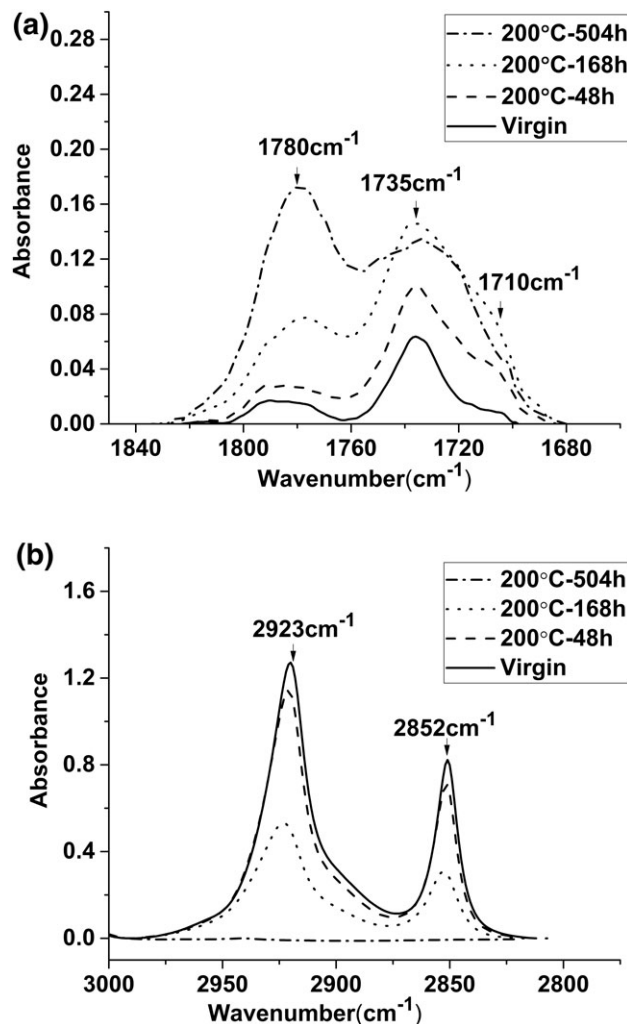 (a)
0.28
0.24
0.20
0.16
0.12
0.08
0.04
0.00
Absorbance
200°C-504h
200°C-168h
200°C-48h
Virgin
1780cm⁻¹
1735cm⁻¹
1710cm⁻¹
1840 1800 1760 1720 1680
Wavenumber(cm⁻¹)
(b)
1.6
1.2
0.8
0.4
0.0
Absorbance
200°C-504h
200°C-168h
200°C-48h
Virgin
2923cm⁻¹
2852cm⁻¹
3000 2950 2900 2850 2800
Wavenumber(cm⁻¹)